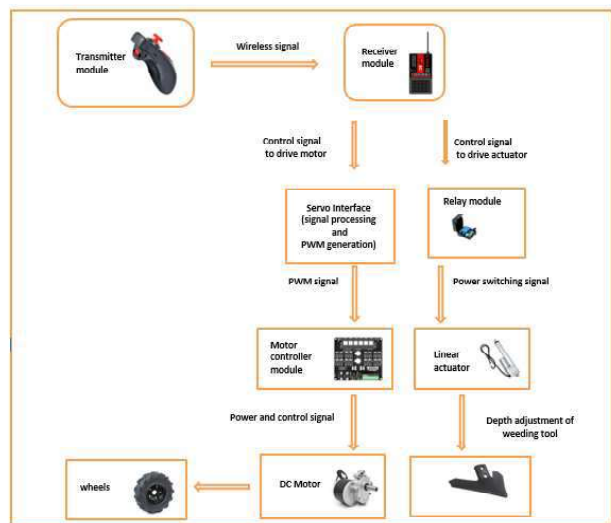 Transmitter
module
Wireless signal
Receiver
module
Control signal
to drive motor
Control signal
to drive actuator
Servo Interface
(signal processing
and
PWM generation)
Relay module
PWM signal
Power switching signal
Motor
controller
module
Linear
actuator
Power and control signal
Depth adjustment of
weeding tool
wheels
DC Motor